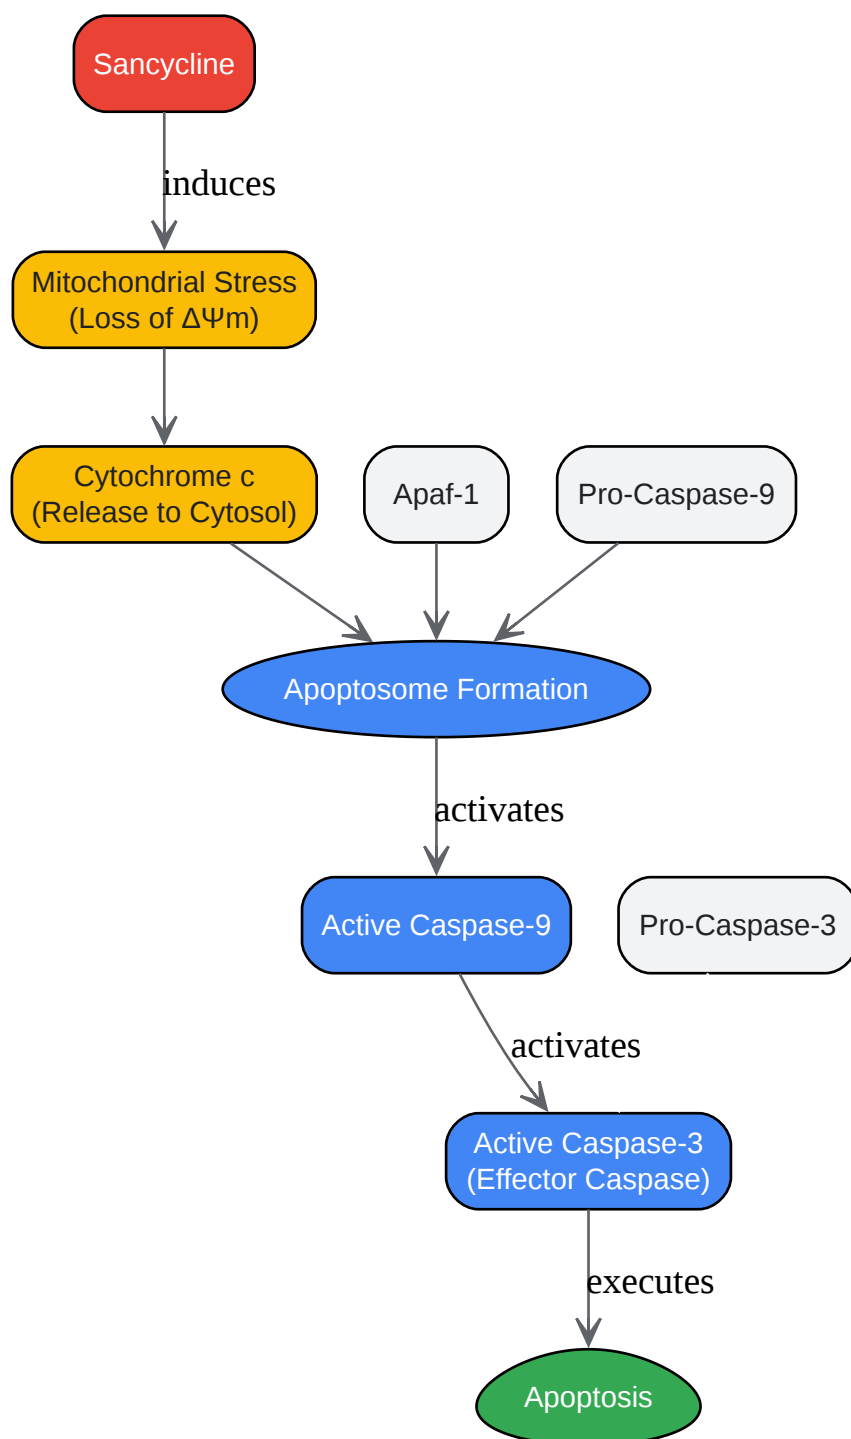 Sancycline
induces
Mitochondrial Stress
(Loss of ΔΨm)
Cytochrome c
(Release to Cytosol)
Apaf-1
Pro-Caspase-9
Apoptosome Formation
activates
Active Caspase-9
Pro-Caspase-3
activates
Active Caspase-3
(Effector Caspase)
executes
Apoptosis